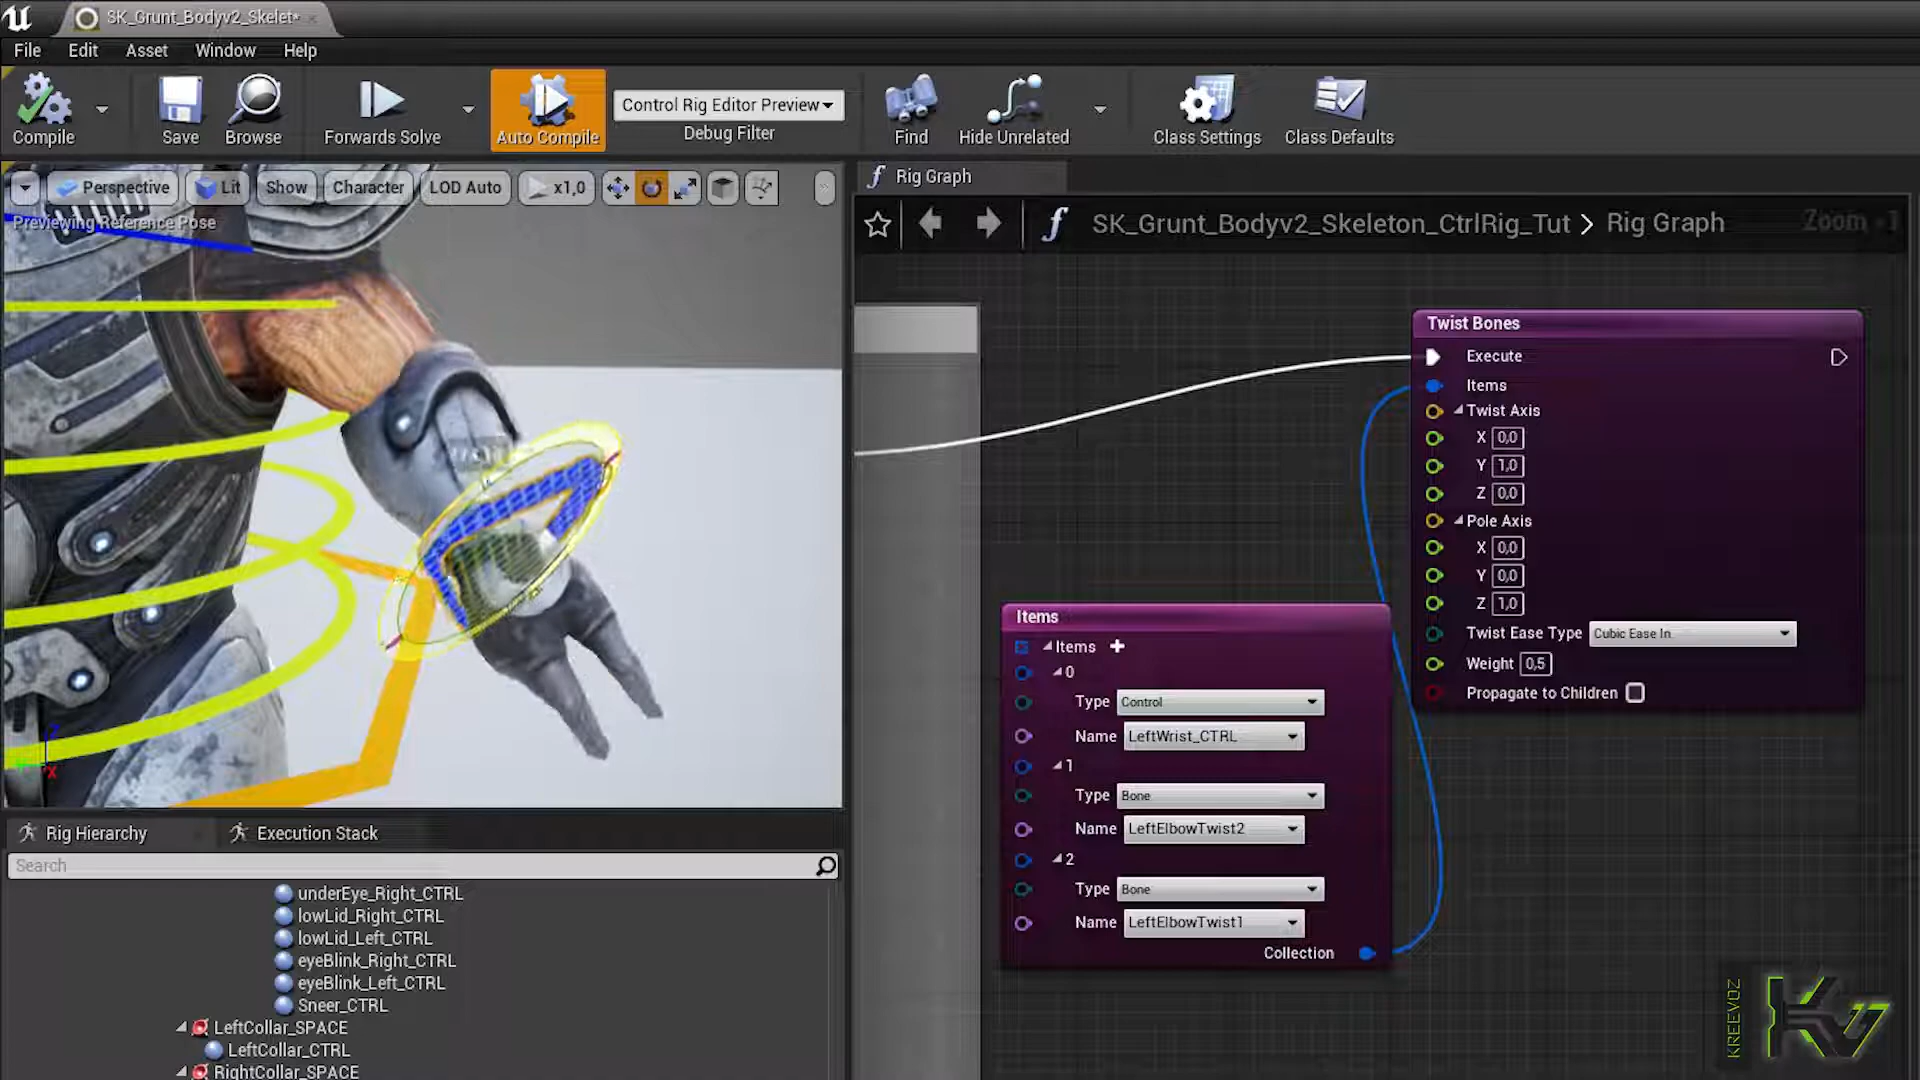 SK_Grunt_Bodyv2_Skelet*
File Edit Asset Window Help
Compile Save Browse Forwards Solve Auto Compile Control Rig Editor Preview Debug Filter Find Hide Unrelated Class Settings Class Defaults
Perspective Lit Show Character LOD Auto x1,0
Previewing Reference Pose
Rig Graph
SK_Grunt_Bodyv2_Skeleton_CtrlRig_Tut > Rig Graph
Zoom -1
Twist Bones
Execute
Items
Twist Axis
X 0,0
Y 1,0
Z 0,0
Pole Axis
X 0,0
Y 0,0
Z 1,0
Twist Ease Type Cubic Ease In
Weight 0,5
Propagate to Children
Items
Items
0
Type Control
Name LeftWrist_CTRL
1
Type Bone
Name LeftElbowTwist2
2
Type Bone
Name LeftElbowTwist1
Collection
Z
X
Rig Hierarchy Execution Stack
Search
underEye_Right_CTRL
lowLid_Right_CTRL
lowLid_Left_CTRL
eyeBlink_Right_CTRL
eyeBlink_Left_CTRL
Sneer_CTRL
LeftCollar_SPACE
LeftCollar_CTRL
RightCollar_SPACE
KREEVOZ